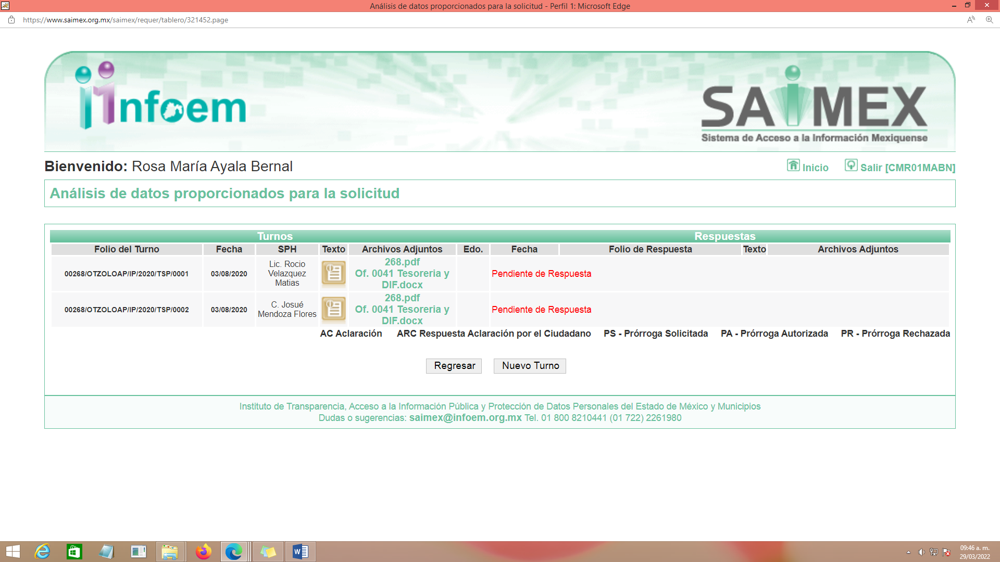 Análisis de datos proporcionados para la solicitud - Perfil 1: Microsoft Edge
https://www.saimex.org.mx/saimex/requer/tablero/321452.page
infoem
SAIMEX
Sistema de Acceso a la Información Mexiquense
Bienvenido: Rosa María Ayala Bernal
Inicio
Salir [CMR01MABN]
Análisis de datos proporcionados para la solicitud
Turnos Respuestas
Folio del Turno Fecha SPH Texto Archivos Adjuntos Edo. Fecha Folio de Respuesta Texto Archivos Adjuntos
00268/OTZOLOAP/IP/2020/TSP/0001 03/08/2020
Lic. Rocio
Velazquez
Matias
268.pdf
Of. 0041 Tesoreria y
DIF.docx
Pendiente de Respuesta
00268/OTZOLOAP/IP/2020/TSP/0002 03/08/2020
C. Josué
Mendoza Flores
268.pdf
Of. 0041 Tesoreria y
DIF.docx
Pendiente de Respuesta
AC Aclaración ARC Respuesta Aclaración por el Ciudadano PS - Prórroga Solicitada PA - Prórroga Autorizada PR - Prórroga Rechazada
Regresar
Nuevo Turno
Instituto de Transparencia, Acceso a la Información Pública y Protección de Datos Personales del Estado de México y Municipios
Dudas o sugerencias: saimex@infoem.org.mx Tel. 01 800 8210441 (01 722) 2261980
09:46 a. m.
29/03/2022